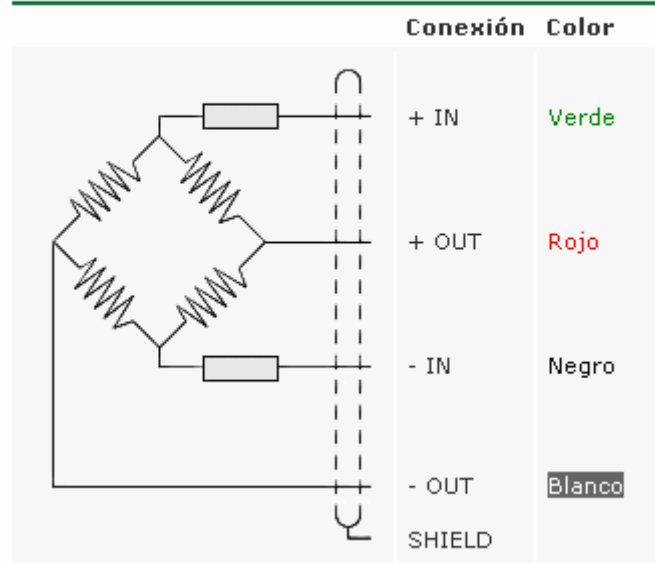 Conexión Color
+ IN Verde
+ OUT Rojo
- IN Negro
- OUT Blanco
SHIELD